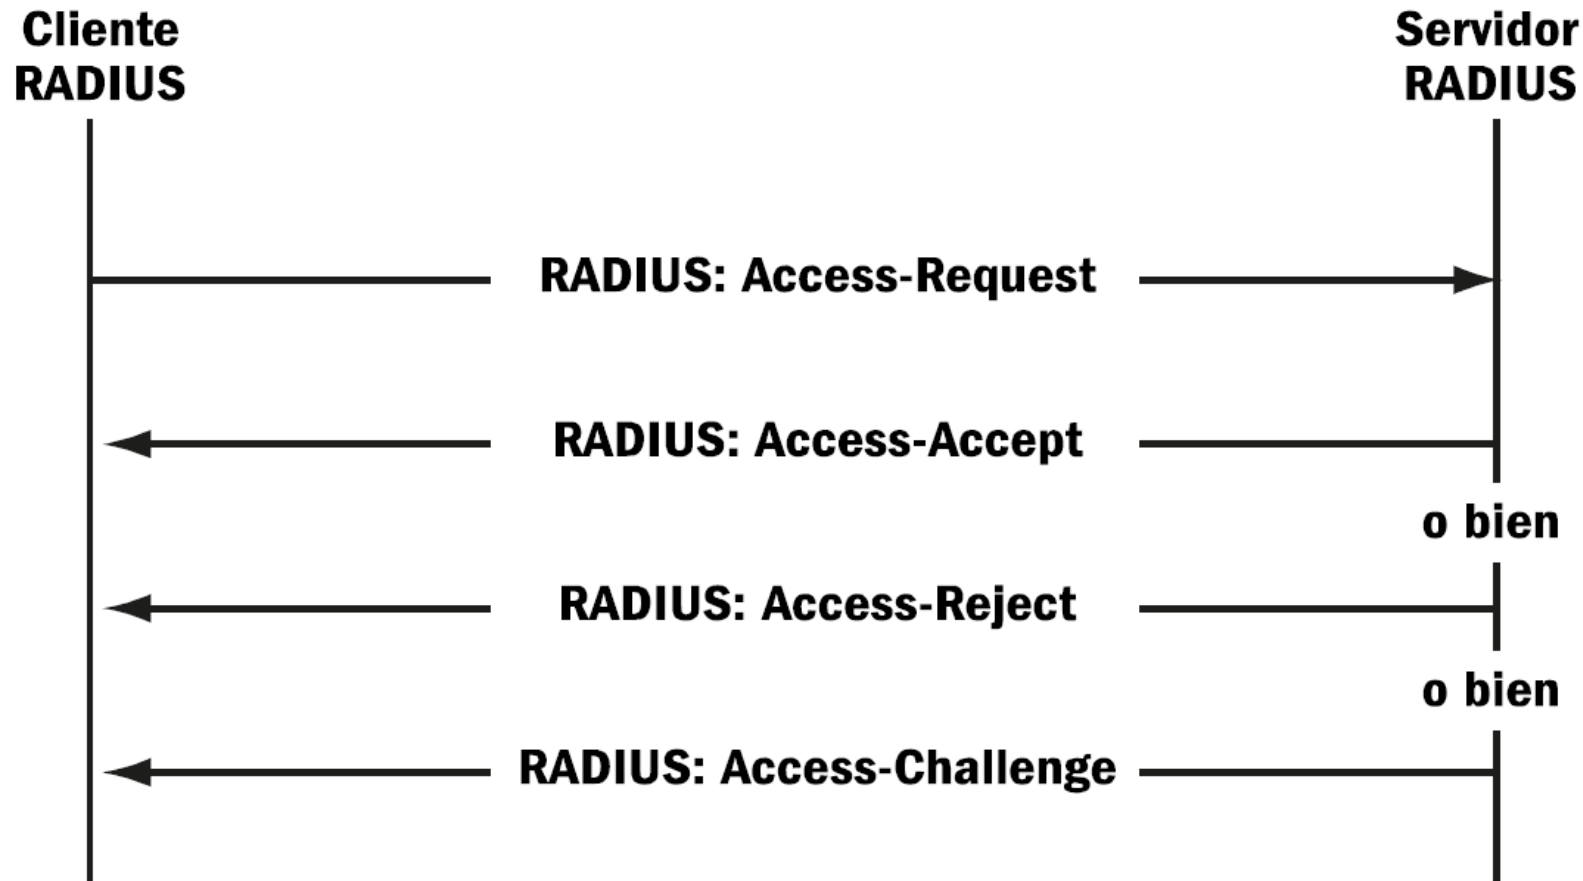 Cliente
RADIUS
Servidor
RADIUS
RADIUS: Access-Request
RADIUS: Access-Accept
o bien
RADIUS: Access-Reject
o bien
RADIUS: Access-Challenge